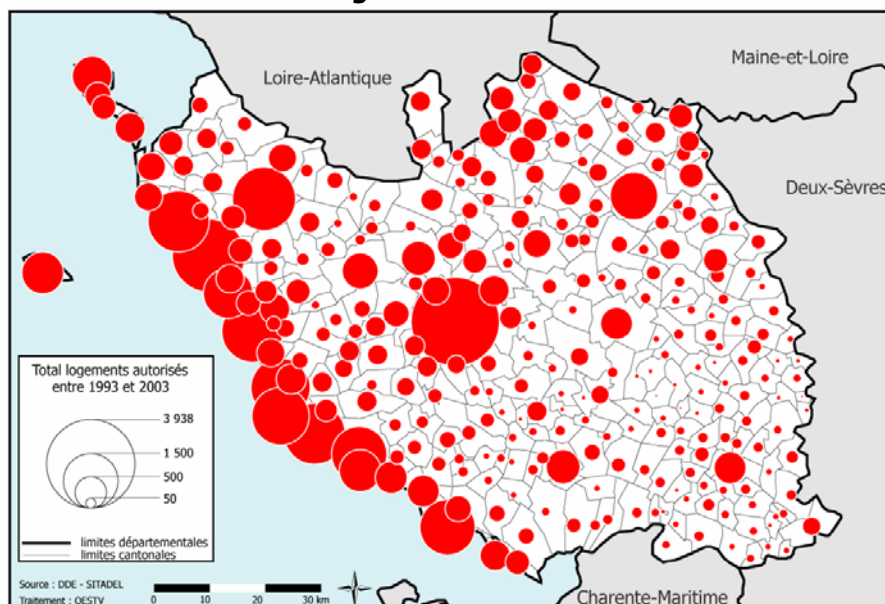 Loire-Atlantique
Maine-et-Loire
Deux-Sèvres
Total logements autorisés
entre 1993 et 2003
3 938
1 500
500
50
limites départementales
limites cantonales
Source : DDE - SITADEL
Traitement : OESTV
0 10 20 30 km
Charente-Maritime